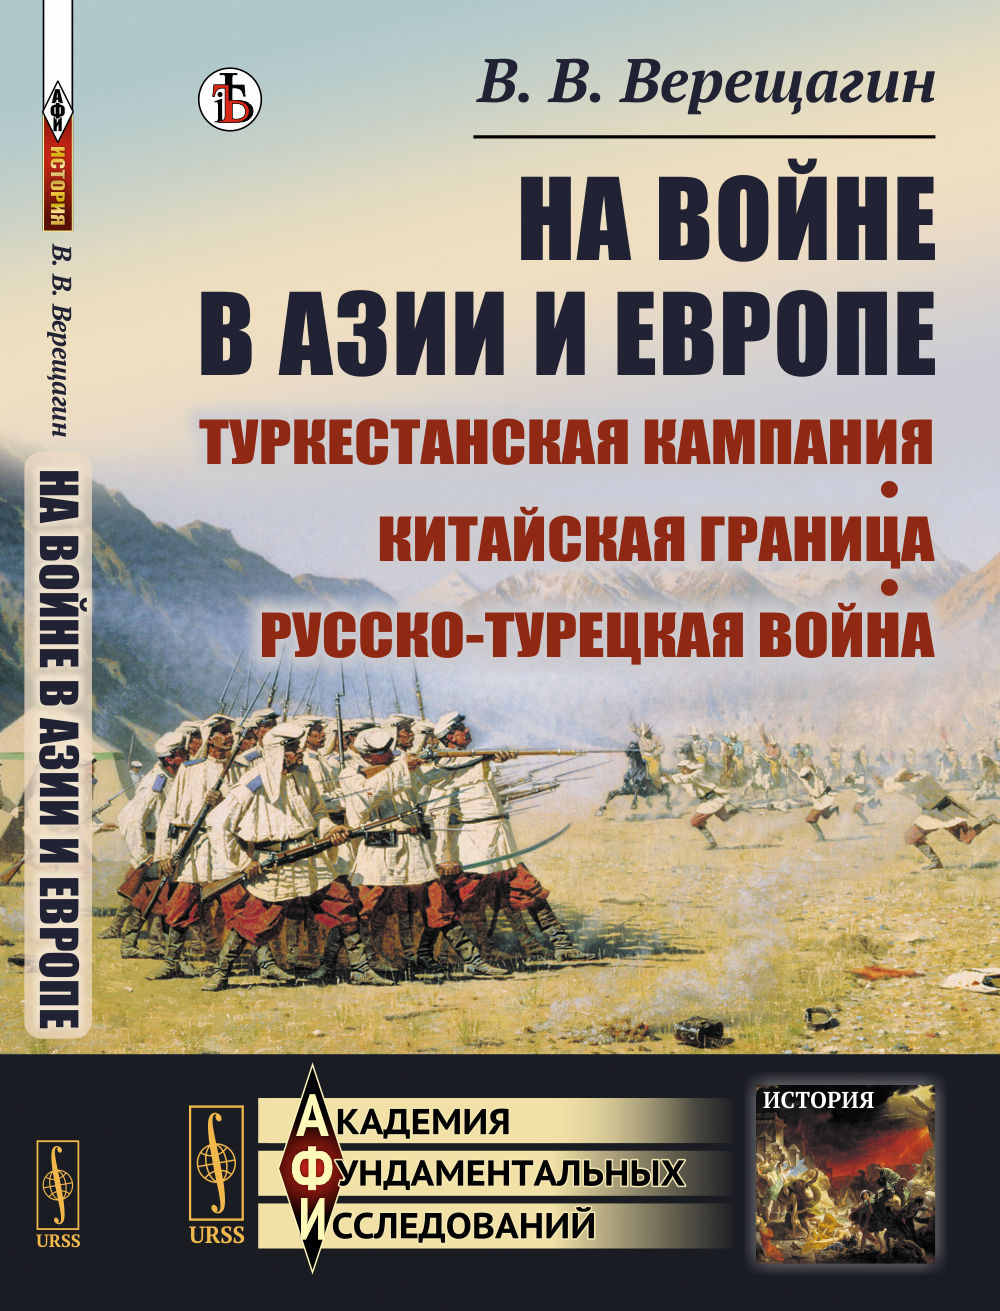 АФИ
ИСТОРИЯ
В. В. Верещагин
НА ВОЙНЕ В АЗИИ И ЕВРОПЕ
URSS
В. В. Верещагин
НА ВОЙНЕ
В АЗИИ И ЕВРОПЕ
ТУРКЕСТАНСКАЯ КАМПАНИЯ
•
КИТАЙСКАЯ ГРАНИЦА
•
РУССКО-ТУРЕЦКАЯ ВОЙНА
URSS
АКАДЕМИЯ
ФУНДАМЕНТАЛЬНЫХ
ИССЛЕДОВАНИЙ
ИСТОРИЯ